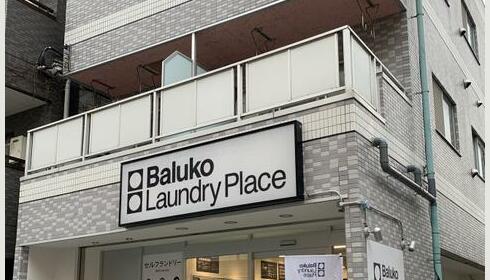 Baluko
Laundry Place
セルフランドリー
Baluko
Laundry Place
Baluko